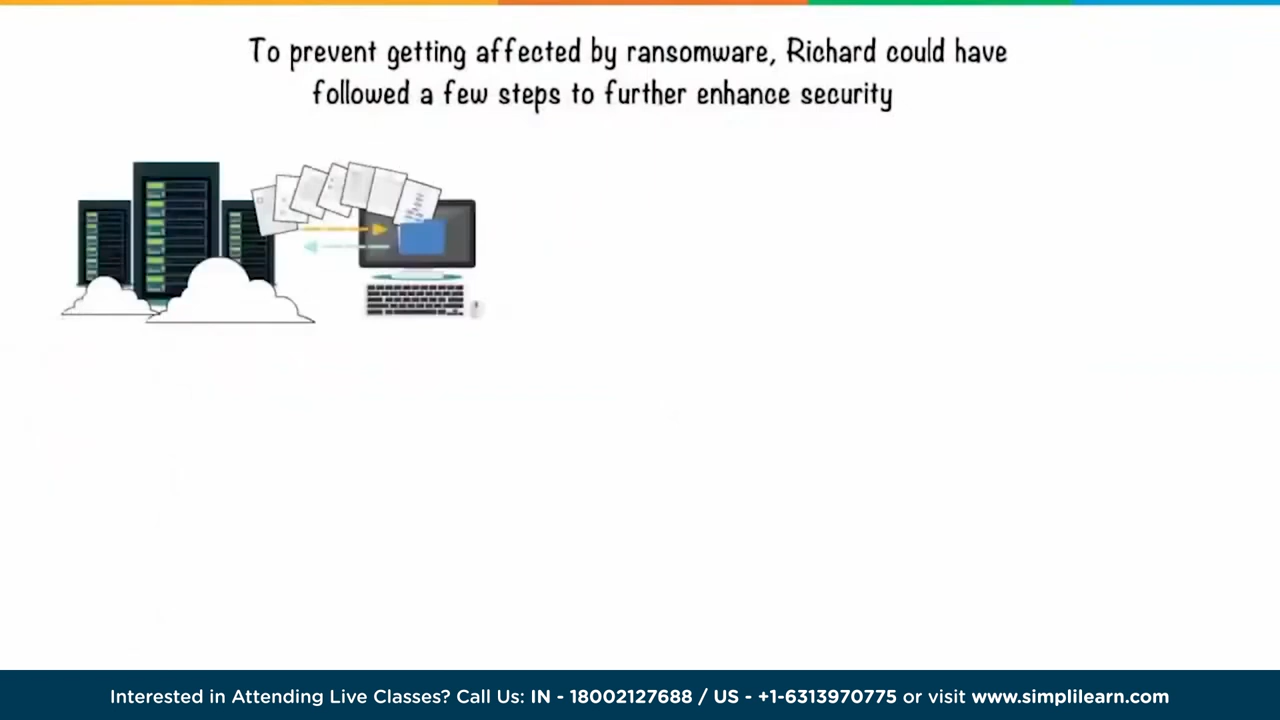 To prevent getting affected by ransomware, Richard could have
followed a few steps to further enhance security
Interested in Attending Live Classes? Call Us: IN - 18002127688 / US - +1-6313970775 or visit www.simplilearn.com